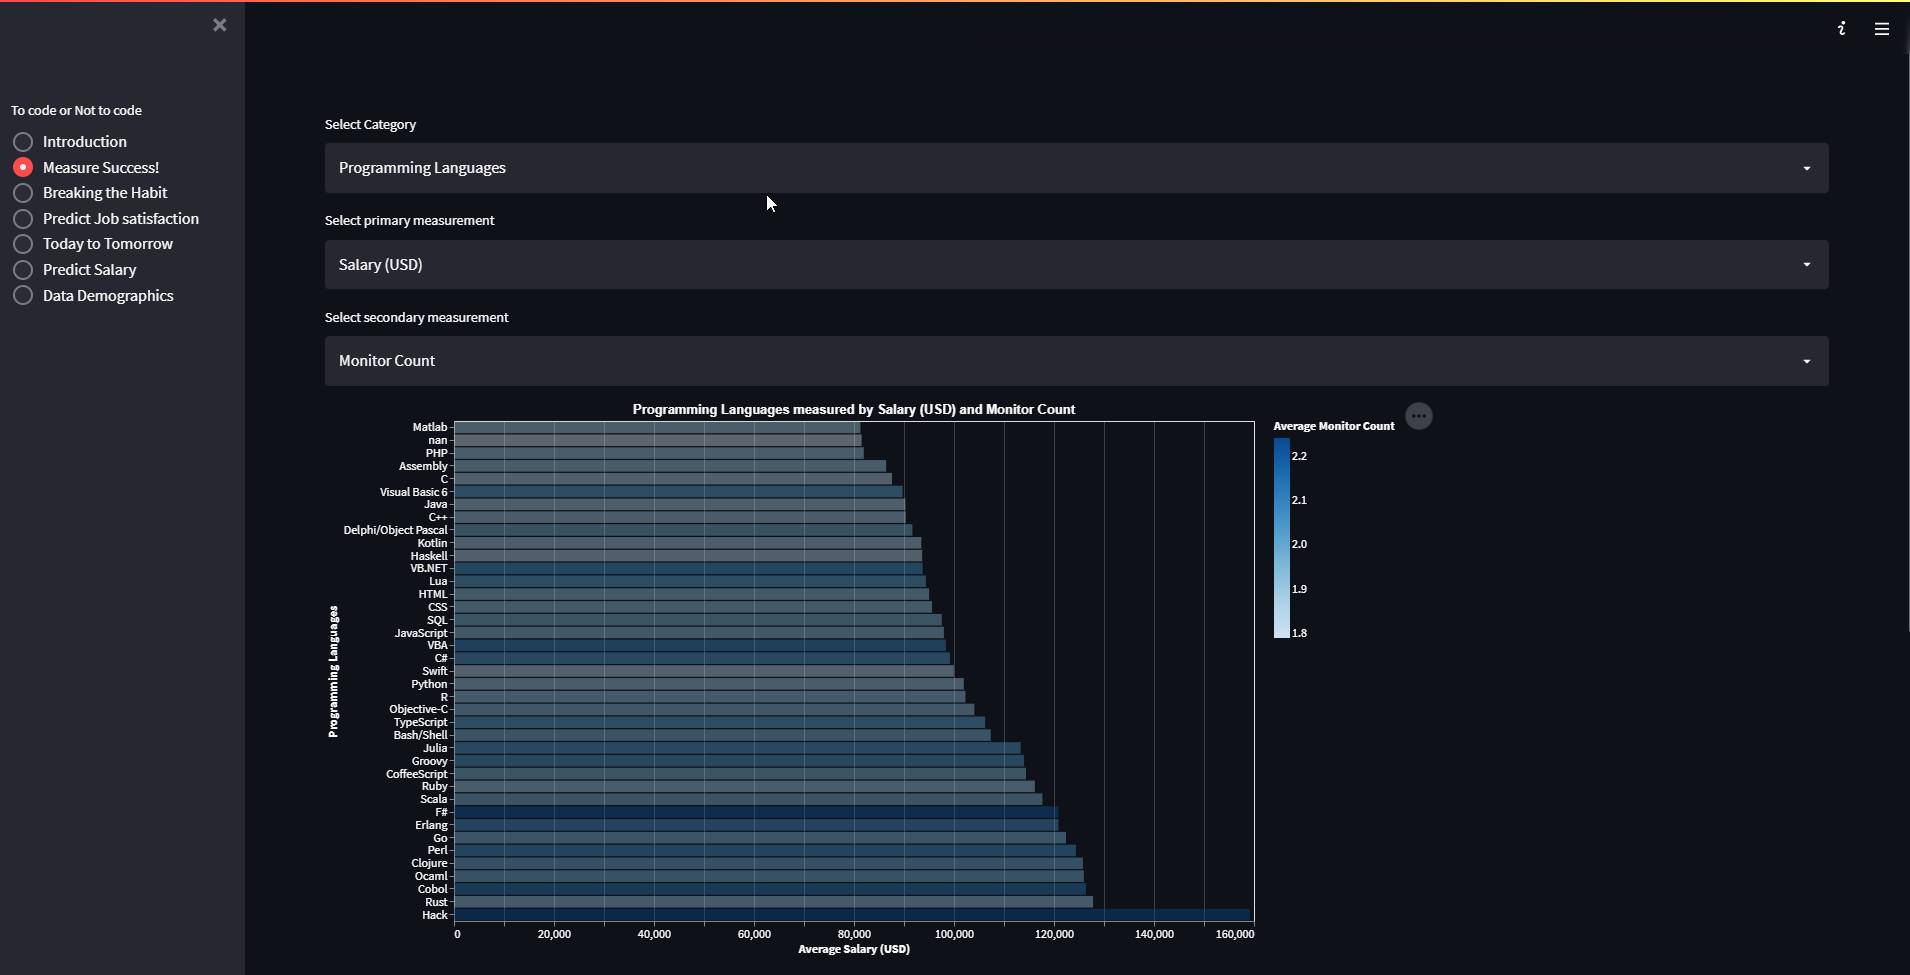 To code or Not to code
Introduction
Measure Success!
Breaking the Habit
Predict Job satisfaction
Today to Tomorrow
Predict Salary
Data Demographics
Select Category
Programming Languages
Select primary measurement
Salary (USD)
Select secondary measurement
Monitor Count
Programming Languages measured by Salary (USD) and Monitor Count
Programming Languages
Matlab
nan
PHP
Assembly
C
Visual Basic 6
Java
C++
Delphi/Object Pascal
Kotlin
Haskell
VB.NET
Lua
HTML
CSS
SQL
JavaScript
VBA
C#
Swift
Python
R
Objective-C
TypeScript
Bash/Shell
Julia
Groovy
CoffeeScript
Ruby
Scala
F#
Erlang
Go
Perl
Clojure
Ocaml
Cobol
Rust
Hack
0 20,000 40,000 60,000 80,000 100,000 120,000 140,000 160,000
Average Salary (USD)
Average Monitor Count
2.2
2.1
2.0
1.9
1.8